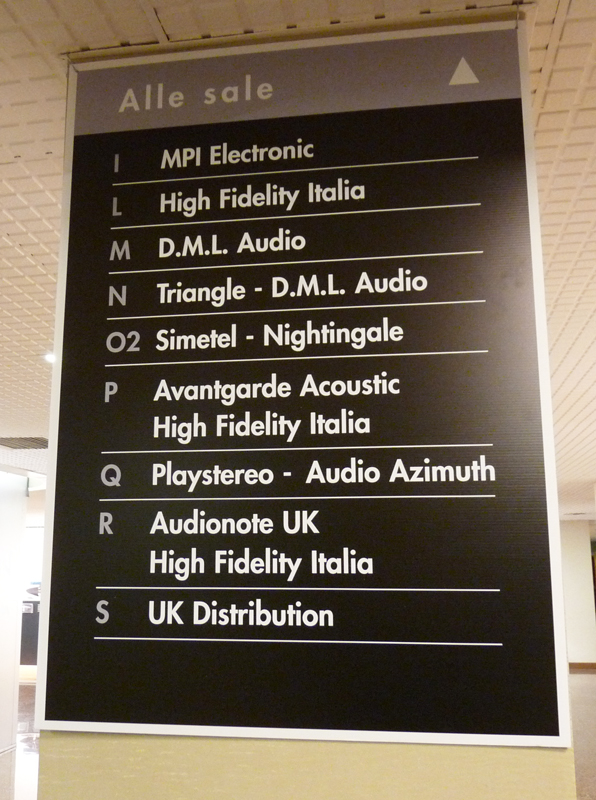 Alle sale
I MPI Electronic
L High Fidelity Italia
M D.M.L. Audio
N Triangle - D.M.L. Audio
O2 Simetel - Nightingale
P Avantgarde Acoustic
High Fidelity Italia
Q Playstereo - Audio Azimuth
R Audionote UK
High Fidelity Italia
S UK Distribution